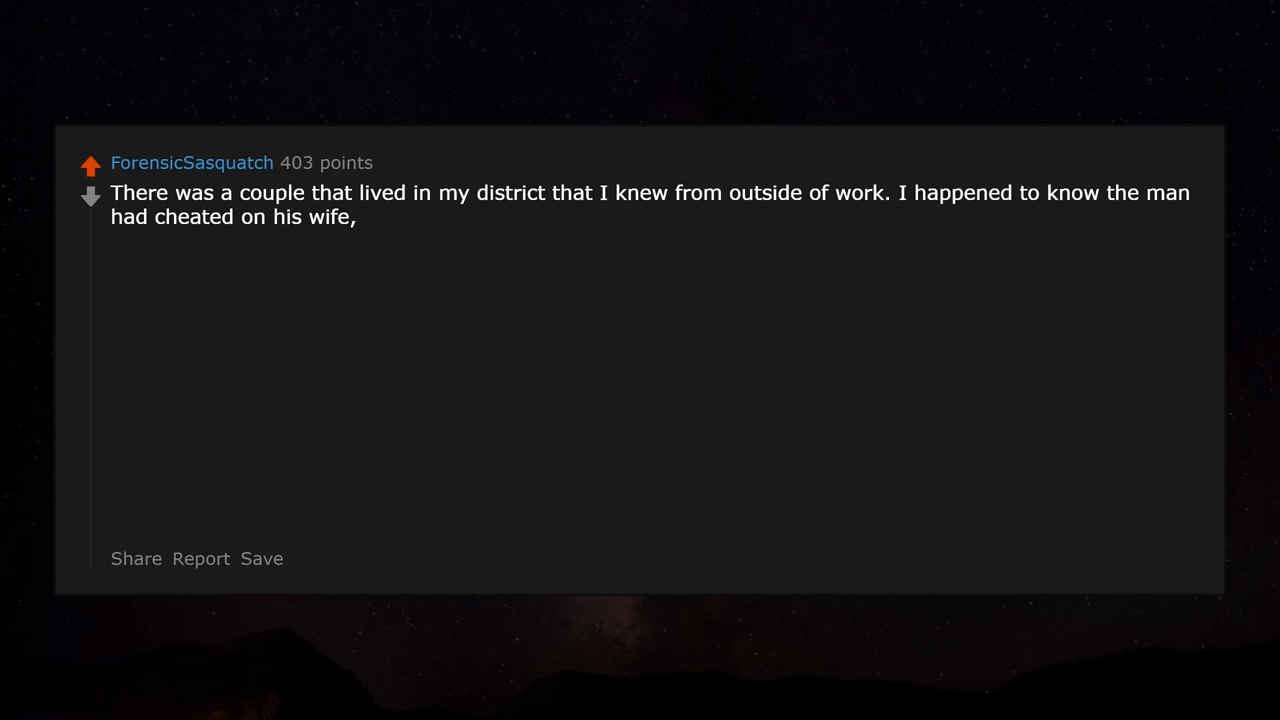 ForensicSasquatch 403 points
There was a couple that lived in my district that I knew from outside of work. I happened to know the man
had cheated on his wife,
Share Report Save